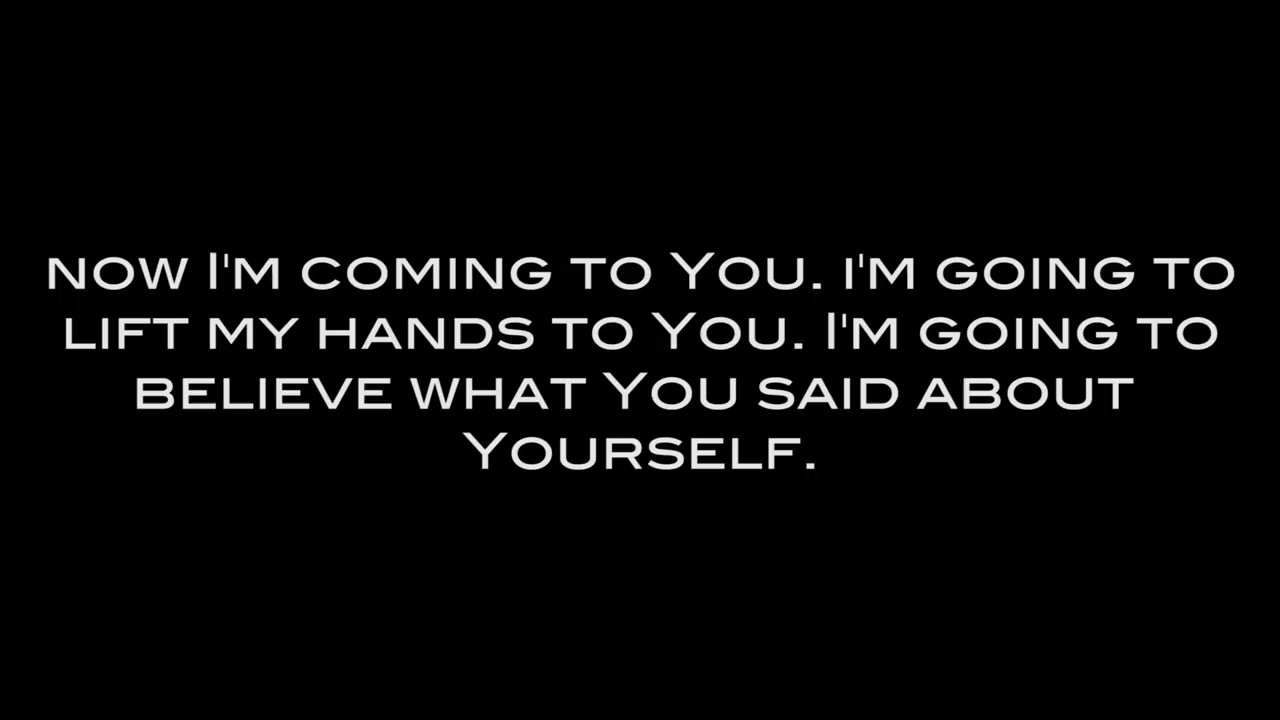 now I'm coming to You. i'm going to
lift my hands to You. I'm going to
believe what You said about
Yourself.